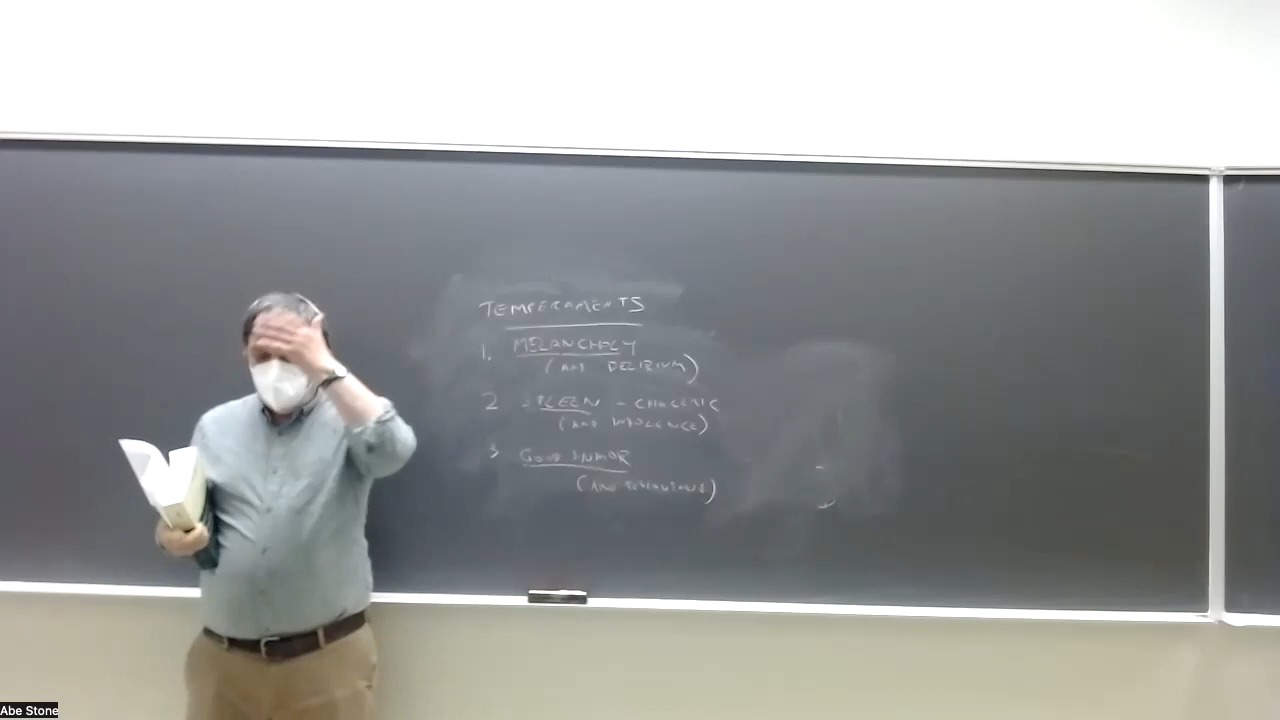 TEMPERAMENTS
1. MELANCHOLY
(AND DELIRIUM)
2 SPLEEN - CHOLERIC
(AND VIOLENCE)
3 GOOD HUMOR
(AND)
Abe Stone